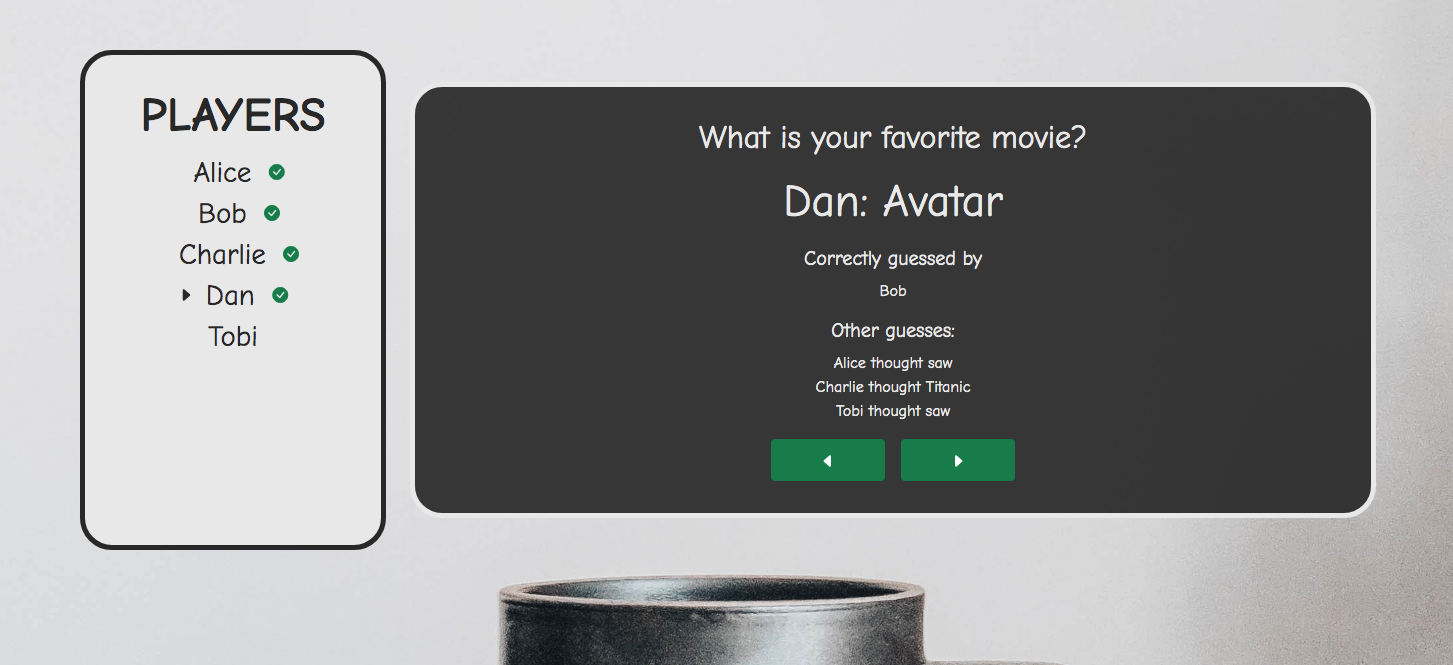 PLAYERS
Alice
Bob
Charlie
Dan
Tobi
What is your favorite movie?
Dan: Avatar
Correctly guessed by
Bob
Other guesses:
Alice thought saw
Charlie thought Titanic
Tobi thought saw